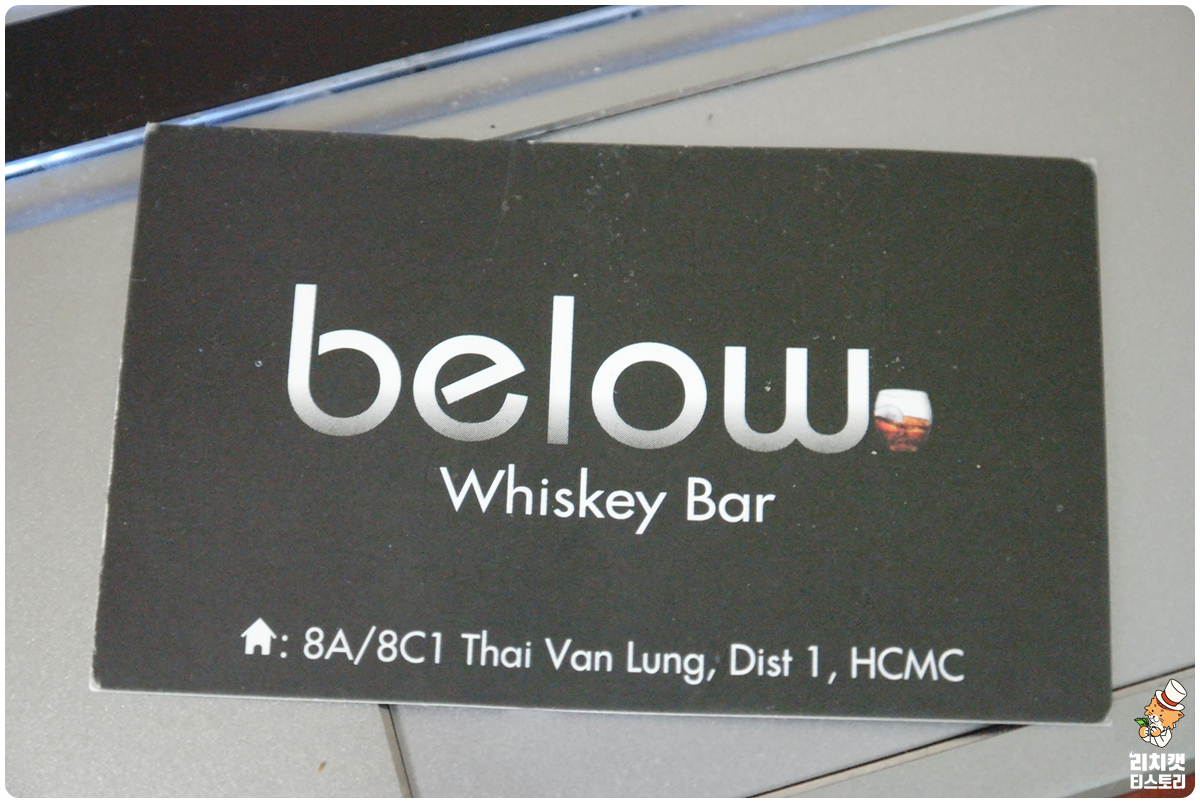 below
Whiskey Bar
: 8A/8C1 Thai Van Lung, Dist 1, HCMC
리치캣
티스토리